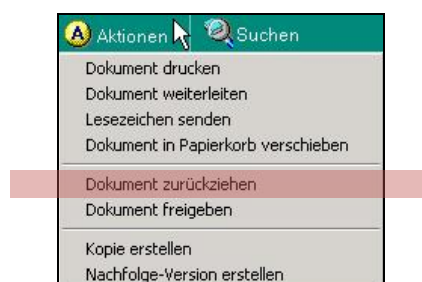 Aktionen Suchen
Dokument drucken
Dokument weiterleiten
Lesezeichen senden
Dokument in Papierkorb verschieben
Dokument zurückziehen
Dokument freigeben
Kopie erstellen
Nachfolge-Version erstellen